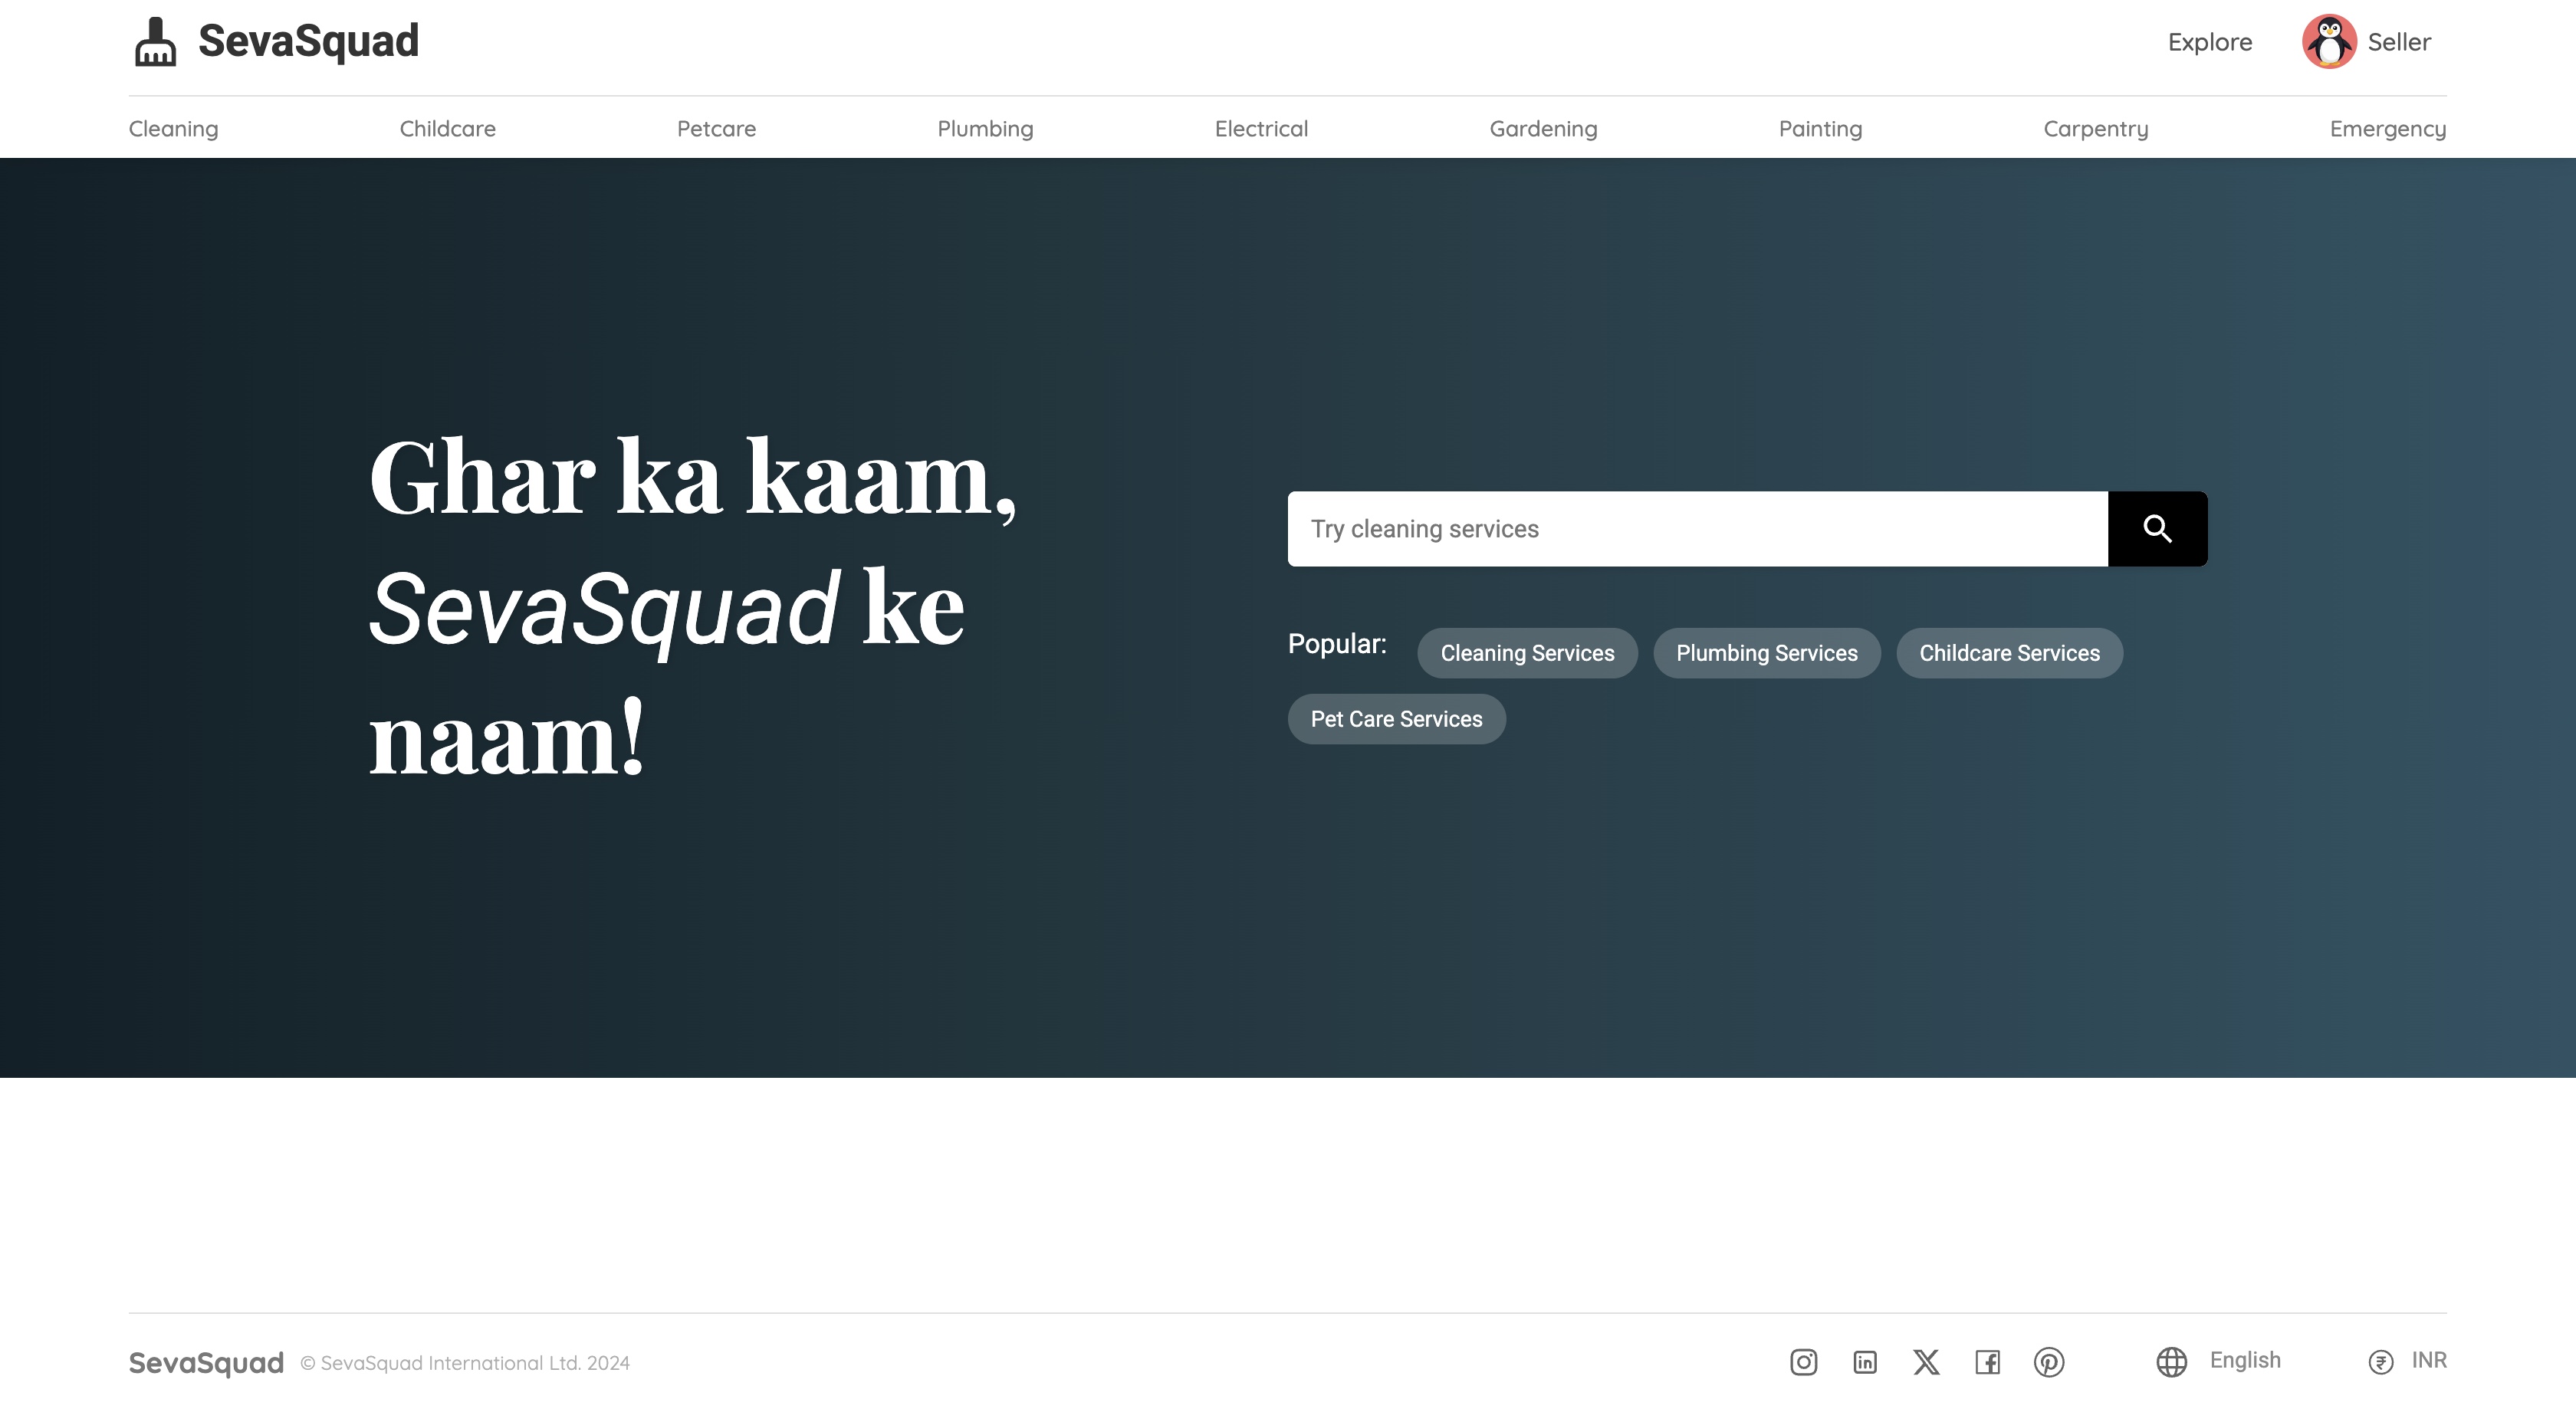 SevaSquad
Explore
Seller
Cleaning
Childcare
Petcare
Plumbing
Electrical
Gardening
Painting
Carpentry
Emergency
Ghar ka kaam,
SevaSquad ke
naam!
Try cleaning services
Popular:
Cleaning Services
Plumbing Services
Childcare Services
Pet Care Services
SevaSquad
© SevaSquad International Ltd. 2024
English
INR